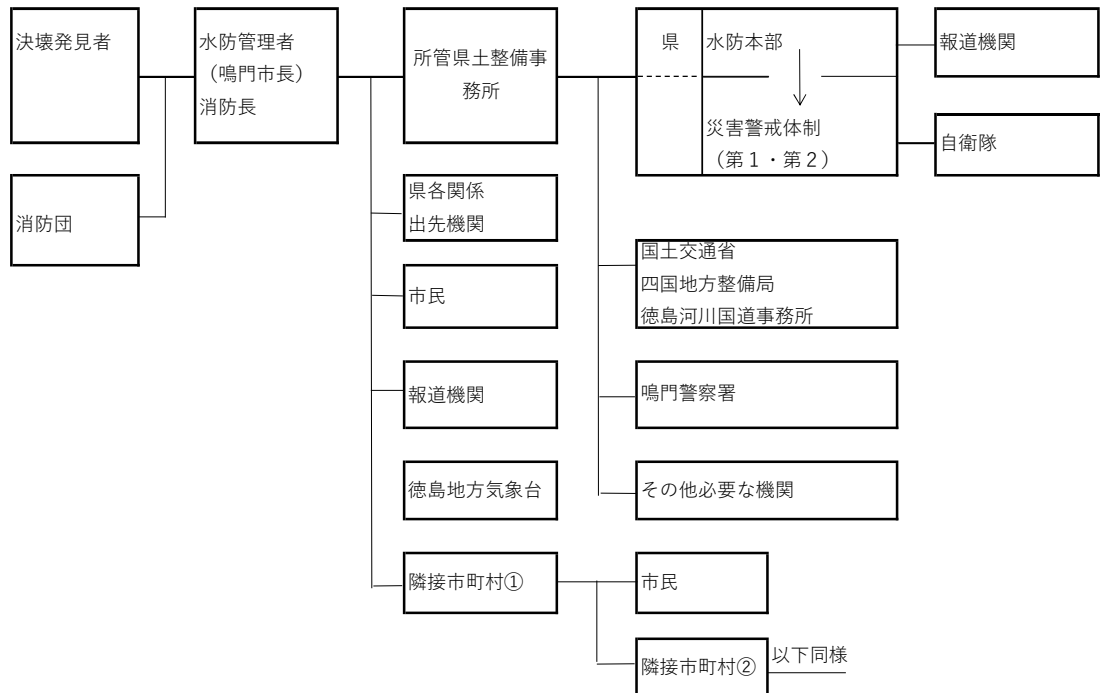 決壊発見者
消防団
水防管理者
（鳴門市長）
消防長
所管県土整備事
務所
県各関係
出先機関
市民
報道機関
徳島地方気象台
隣接市町村①
県
水防本部
災害警戒体制
（第１・第２）
国土交通省
四国地方整備局
徳島河川国道事務所
鳴門警察署
その他必要な機関
市民
隣接市町村②
以下同様
報道機関
自衛隊